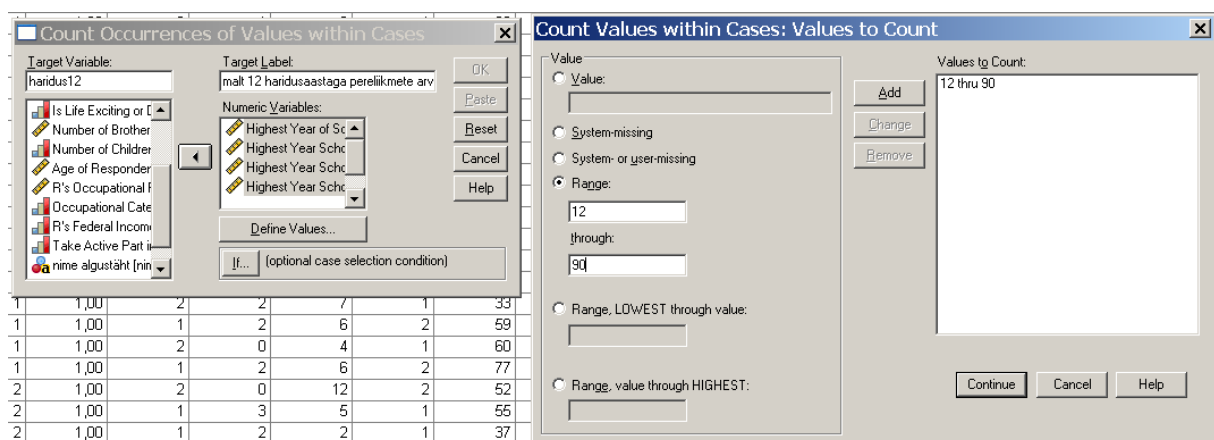 Count Occurrences of Values within Cases
Target Variable:
haridus12
Target Label:
malt 12 haridusaastaga pereliikmete arv
Is Life Exciting or D
Number of Brother
Number of Children
Age of Responder
R's Occupational F
Occupational Cate
R's Federal Income
Take Active Part in
nime algustäht [nin
Numeric Variables:
Highest Year of Sc
Highest Year Scho
Highest Year Scho
Highest Year Scho
Define Values...
If... (optional case selection condition)
OK
Paste
Reset
Cancel
Help
1 1,00 2 2 7 1 33
1 1,00 1 2 6 2 59
1 1,00 2 0 4 1 60
1 1,00 1 2 6 2 77
2 1,00 2 0 12 2 52
2 1,00 1 3 5 1 55
2 1,00 1 2 2 1 37
Count Values within Cases: Values to Count
Value
Value:
System-missing
System- or user-missing
Range:
12
through:
90
Range, LOWEST through value:
Range, value through HIGHEST:
Add
Change
Remove
Values to Count:
12 thru 90
Continue
Cancel
Help